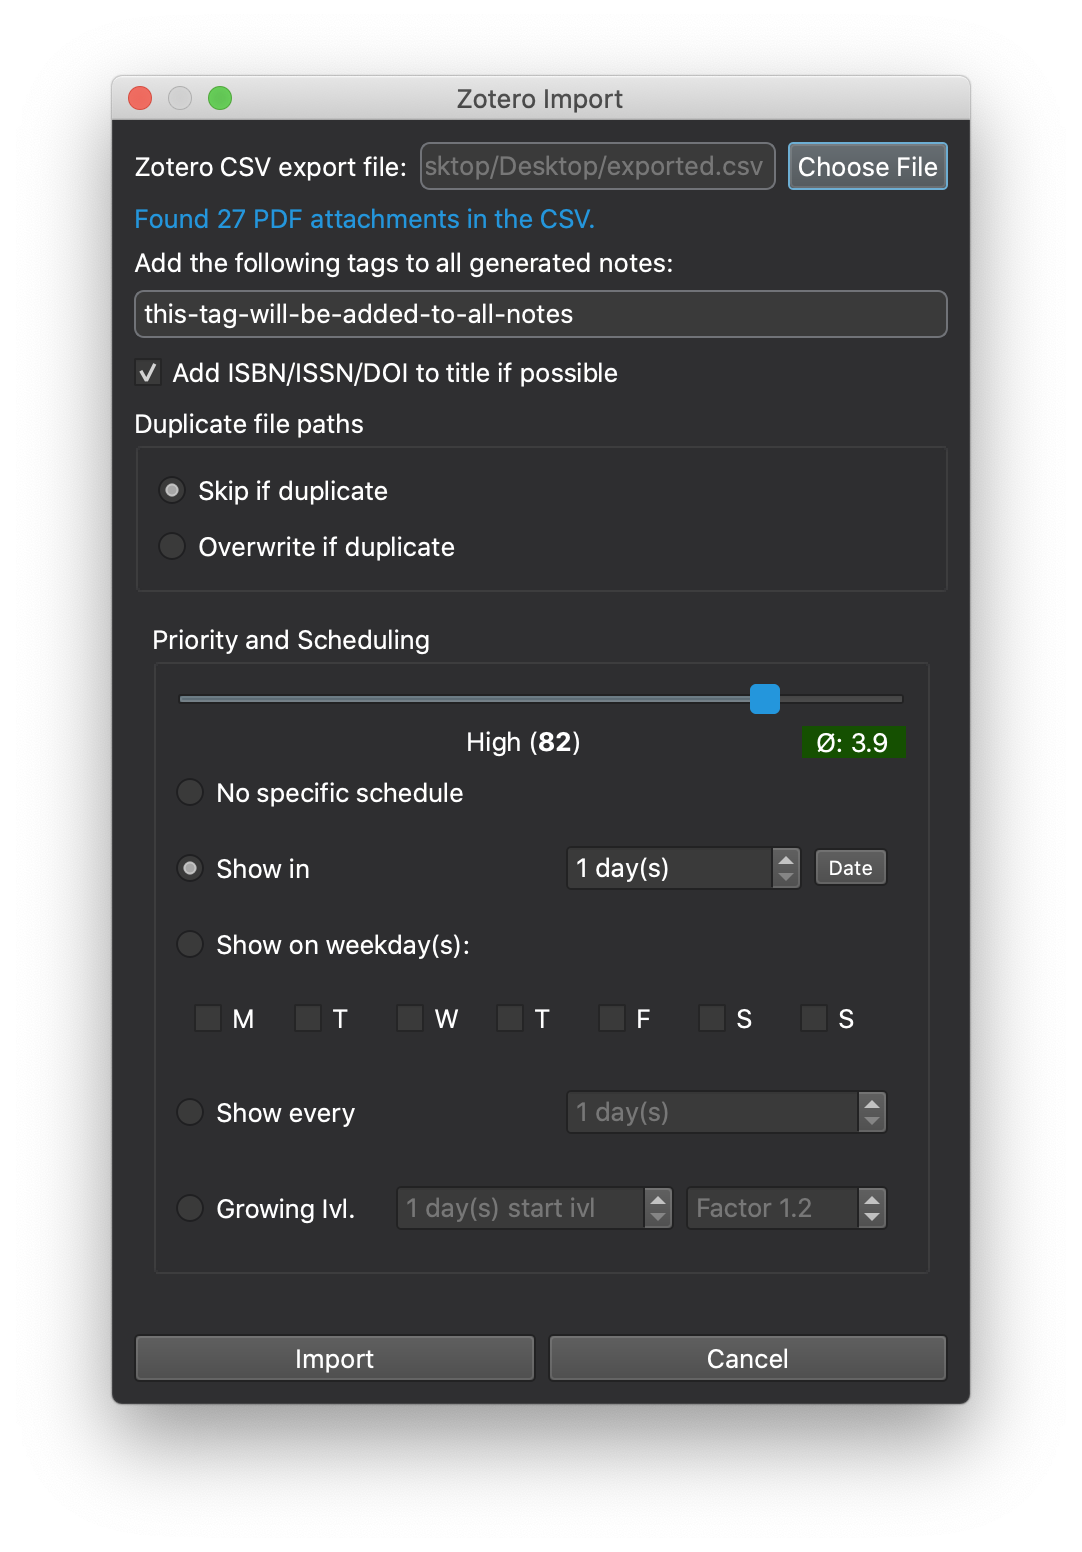 Zotero Import
Zotero CSV export file: sktop/Desktop/exported.csv Choose File
Found 27 PDF attachments in the CSV.
Add the following tags to all generated notes:
this-tag-will-be-added-to-all-notes
Add ISBN/ISSN/DOI to title if possible
Duplicate file paths
Skip if duplicate
Overwrite if duplicate
Priority and Scheduling
High (82) Ø: 3.9
No specific schedule
Show in 1 day(s) Date
Show on weekday(s):
M T W T F S S
Show every 1 day(s)
Growing Ivl. 1 day(s) start ivl Factor 1.2
Import Cancel